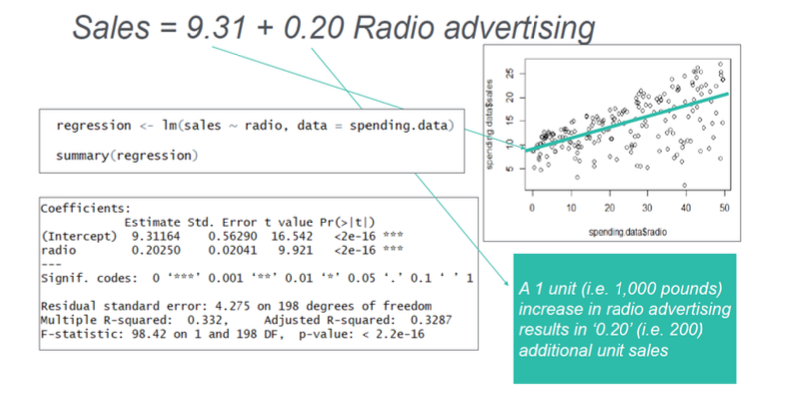 Sales = 9.31 + 0.20 Radio advertising
regression <- lm(sales ~ radio, data = spending.data)
summary(regression)
Coefficients:
Estimate Std. Error t value Pr(>|t|)
(Intercept) 9.31164 0.56290 16.542 <2e-16 ***
radio 0.20250 0.02041 9.921 <2e-16 ***
---
Signif. codes: 0 ‘***’ 0.001 ‘**’ 0.01 ‘*’ 0.05 ‘.’ 0.1 ‘ ’ 1
Residual standard error: 4.275 on 198 degrees of freedom
Multiple R-squared: 0.332, Adjusted R-squared: 0.3287
F-statistic: 98.42 on 1 and 198 DF, p-value: < 2.2e-16
spending.data$sales
25
20
15
10
5
0 10 20 30 40 50
spending.data$radio
A 1 unit (i.e. 1,000 pounds)
increase in radio advertising
results in ‘0.20’ (i.e. 200)
additional unit sales